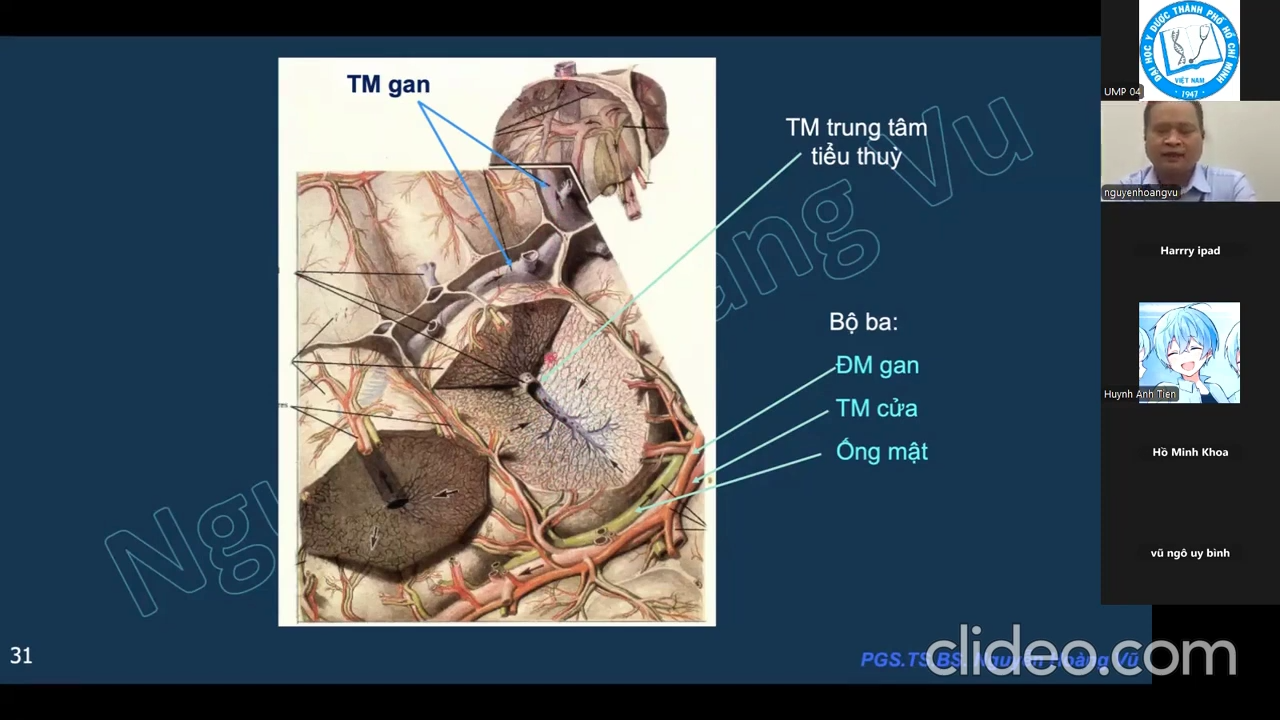 TM gan
TM trung tâm
tiểu thuỳ
Bộ ba:
ĐM gan
TM cửa
Ống mật
31
PGS.TS.BS. Nguyễn Hoàng Vũ
clideo.com
ĐẠI HỌC Y DƯỢC THÀNH PHỐ HỒ CHÍ MINH
VIỆT NAM
1947
UMP 04
nguyenhoangvu
Harrry ipad
Huynh Anh Tien
Hồ Minh Khoa
vũ ngô uy bình